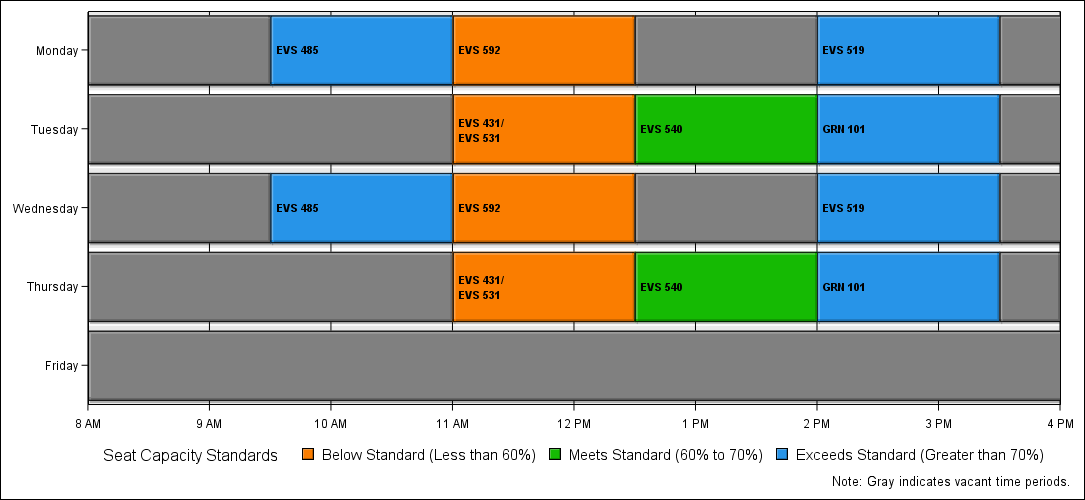 Monday
EVS 485
EVS 592
EVS 519
Tuesday
EVS 431/
EVS 531
EVS 540
GRN 101
Wednesday
EVS 485
EVS 592
EVS 519
Thursday
EVS 431/
EVS 531
EVS 540
GRN 101
Friday
8 AM 9 AM 10 AM 11 AM 12 PM 1 PM 2 PM 3 PM 4 PM
Seat Capacity Standards Below Standard (Less than 60%) Meets Standard (60% to 70%) Exceeds Standard (Greater than 70%)
Note: Gray indicates vacant time periods.